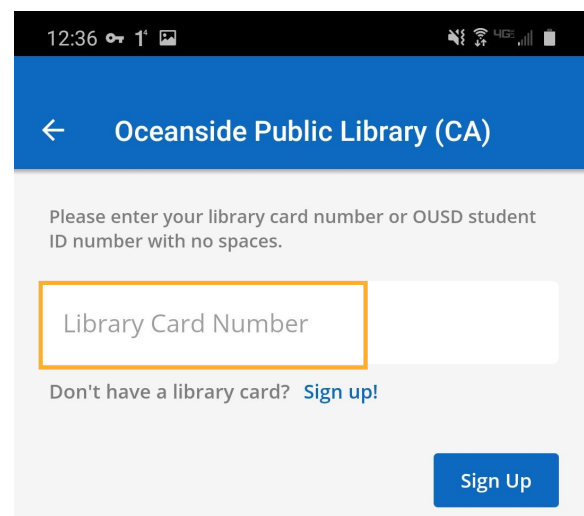 12:36
4GE
Oceanside Public Library (CA)
Please enter your library card number or OUSD student
ID number with no spaces.
Library Card Number
Don't have a library card? Sign up!
Sign Up